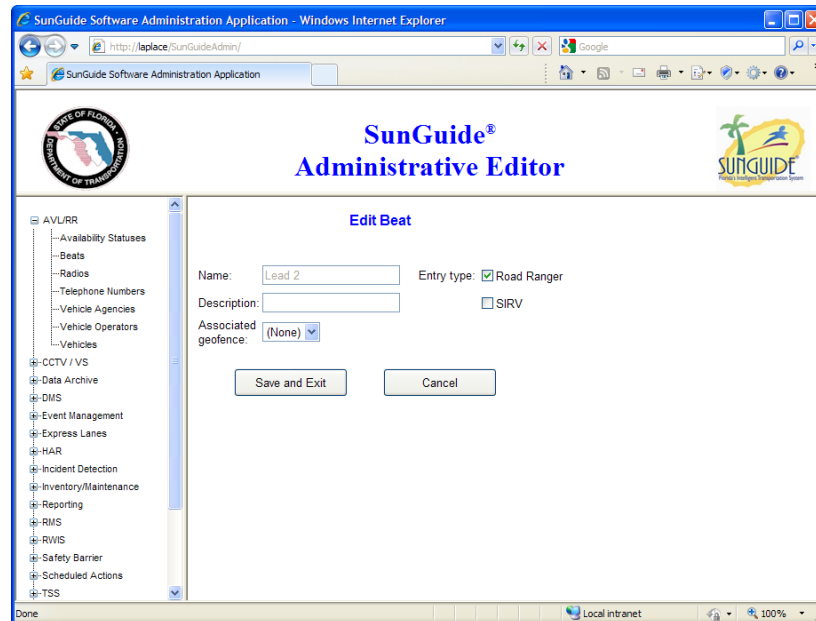 SunGuide Software Administration Application - Windows Internet Explorer
http://laplace/SunGuideAdmin/
Google
SunGuide Software Administration Application
STATE OF FLORIDA
DEPARTMENT OF TRANSPORTATION
SunGuide®
Administrative Editor
SUNGUIDE
Florida's Intelligent Transportation System
AVL/RR
Availability Statuses
Beats
Radios
Telephone Numbers
Vehicle Agencies
Vehicle Operators
Vehicles
CCTV / VS
Data Archive
DMS
Event Management
Express Lanes
HAR
Incident Detection
Inventory/Maintenance
Reporting
RMS
RWIS
Safety Barrier
Scheduled Actions
TSS
Edit Beat
Name: Lead 2 Entry type: Road Ranger
Description: SIRV
Associated
geofence: (None)
Save and Exit Cancel
Done Local intranet 100%